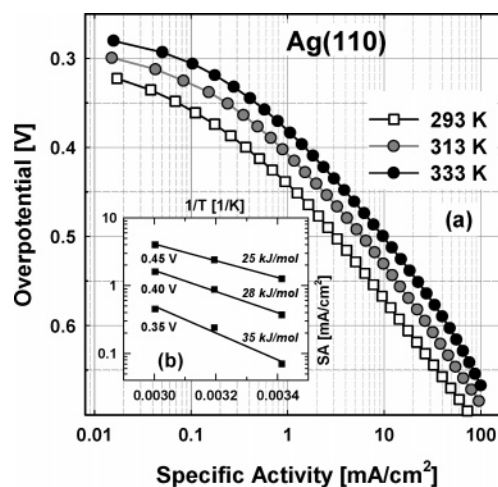 Ag(110)
0.3
0.4
0.5
0.6
Overpotential [V]
293 K
313 K
333 K
(a)
1/T [1/K]
10
1
0.1
SA [mA/cm²]
0.45 V
25 kJ/mol
0.40 V
28 kJ/mol
0.35 V
35 kJ/mol
(b)
0.0030 0.0032 0.0034
0.01 0.1 1 10 100
Specific Activity [mA/cm²]